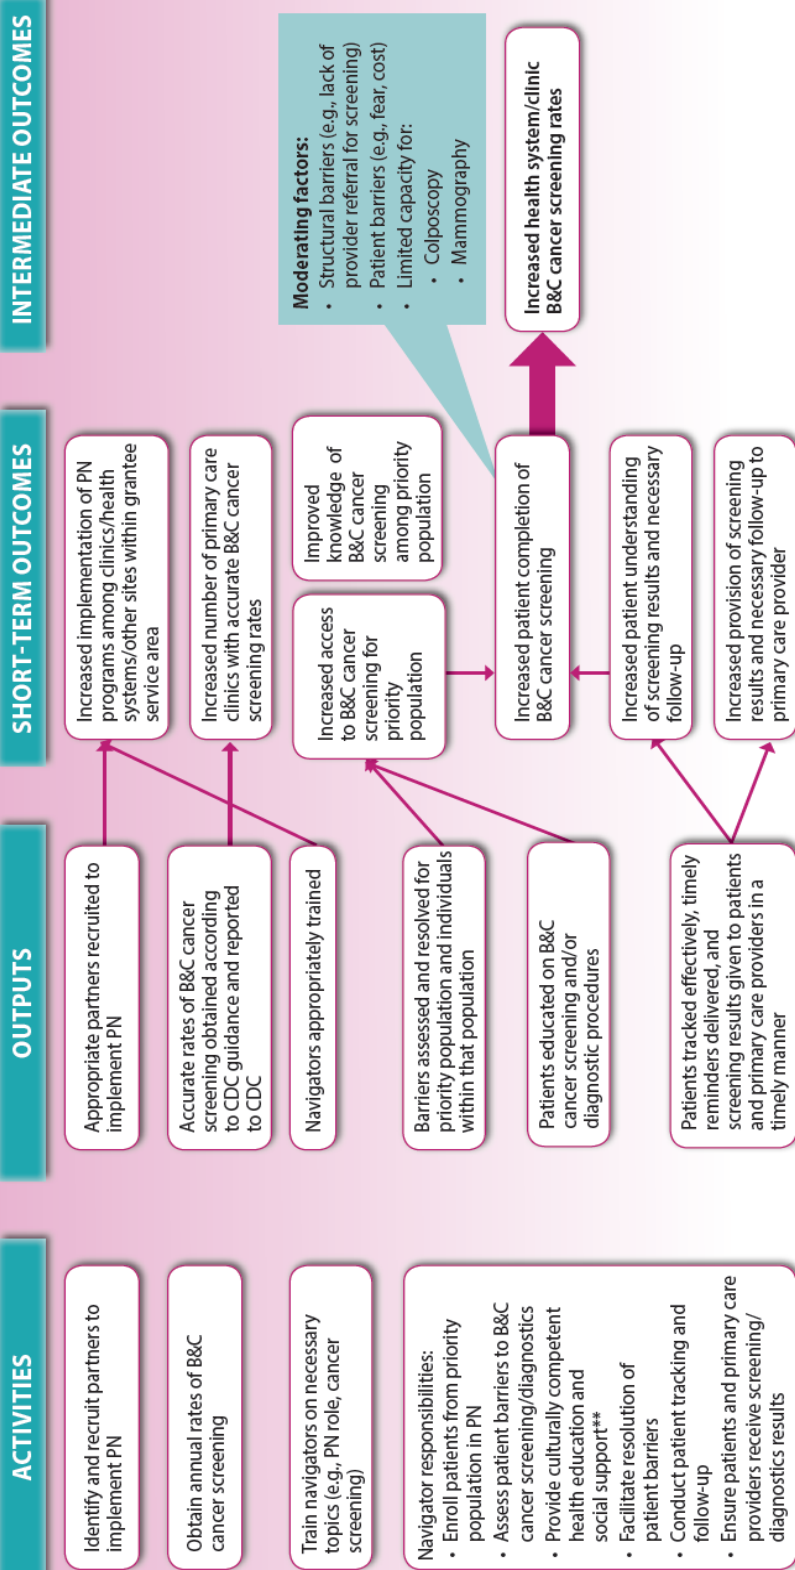 ACTIVITIES
Identify and recruit partners to
implement PN
Obtain annual rates of B&C
cancer screening
Train navigators on necessary
topics (e.g., PN role, cancer
screening)
Navigator responsibilities:
• Enroll patients from priority
population in PN
• Assess patient barriers to B&C
cancer screening/diagnostics
• Provide culturally competent
health education and
social support**
• Facilitate resolution of
patient barriers
• Conduct patient tracking and
follow-up
• Ensure patients and primary care
providers receive screening/
diagnostics results
OUTPUTS
Appropriate partners recruited to
implement PN
Accurate rates of B&C cancer
screening obtained according
to CDC guidance and reported
to CDC
Navigators appropriately trained
Barriers assessed and resolved for
priority population and individuals
within that population
Patients educated on B&C
cancer screening and/or
diagnostic procedures
Patients tracked effectively, timely
reminders delivered, and
screening results given to patients
and primary care providers in a
timely manner
SHORT-TERM OUTCOMES
Increased implementation of PN
programs among clinics/health
systems/other sites within grantee
service area
Increased number of primary care
clinics with accurate B&C cancer
screening rates
Increased access
to B&C cancer
screening for
priority
population
Improved
knowledge of
B&C cancer
screening
among priority
population
Increased patient completion of
B&C cancer screening
Increased patient understanding
of screening results and necessary
follow-up
Increased provision of screening
results and necessary follow-up to
primary care provider
INTERMEDIATE OUTCOMES
Moderating factors:
• Structural barriers (e.g., lack of
provider referral for screening)
• Patient barriers (e.g., fear, cost)
• Limited capacity for:
• Colposcopy
• Mammography
Increased health system/clinic
B&C cancer screening rates